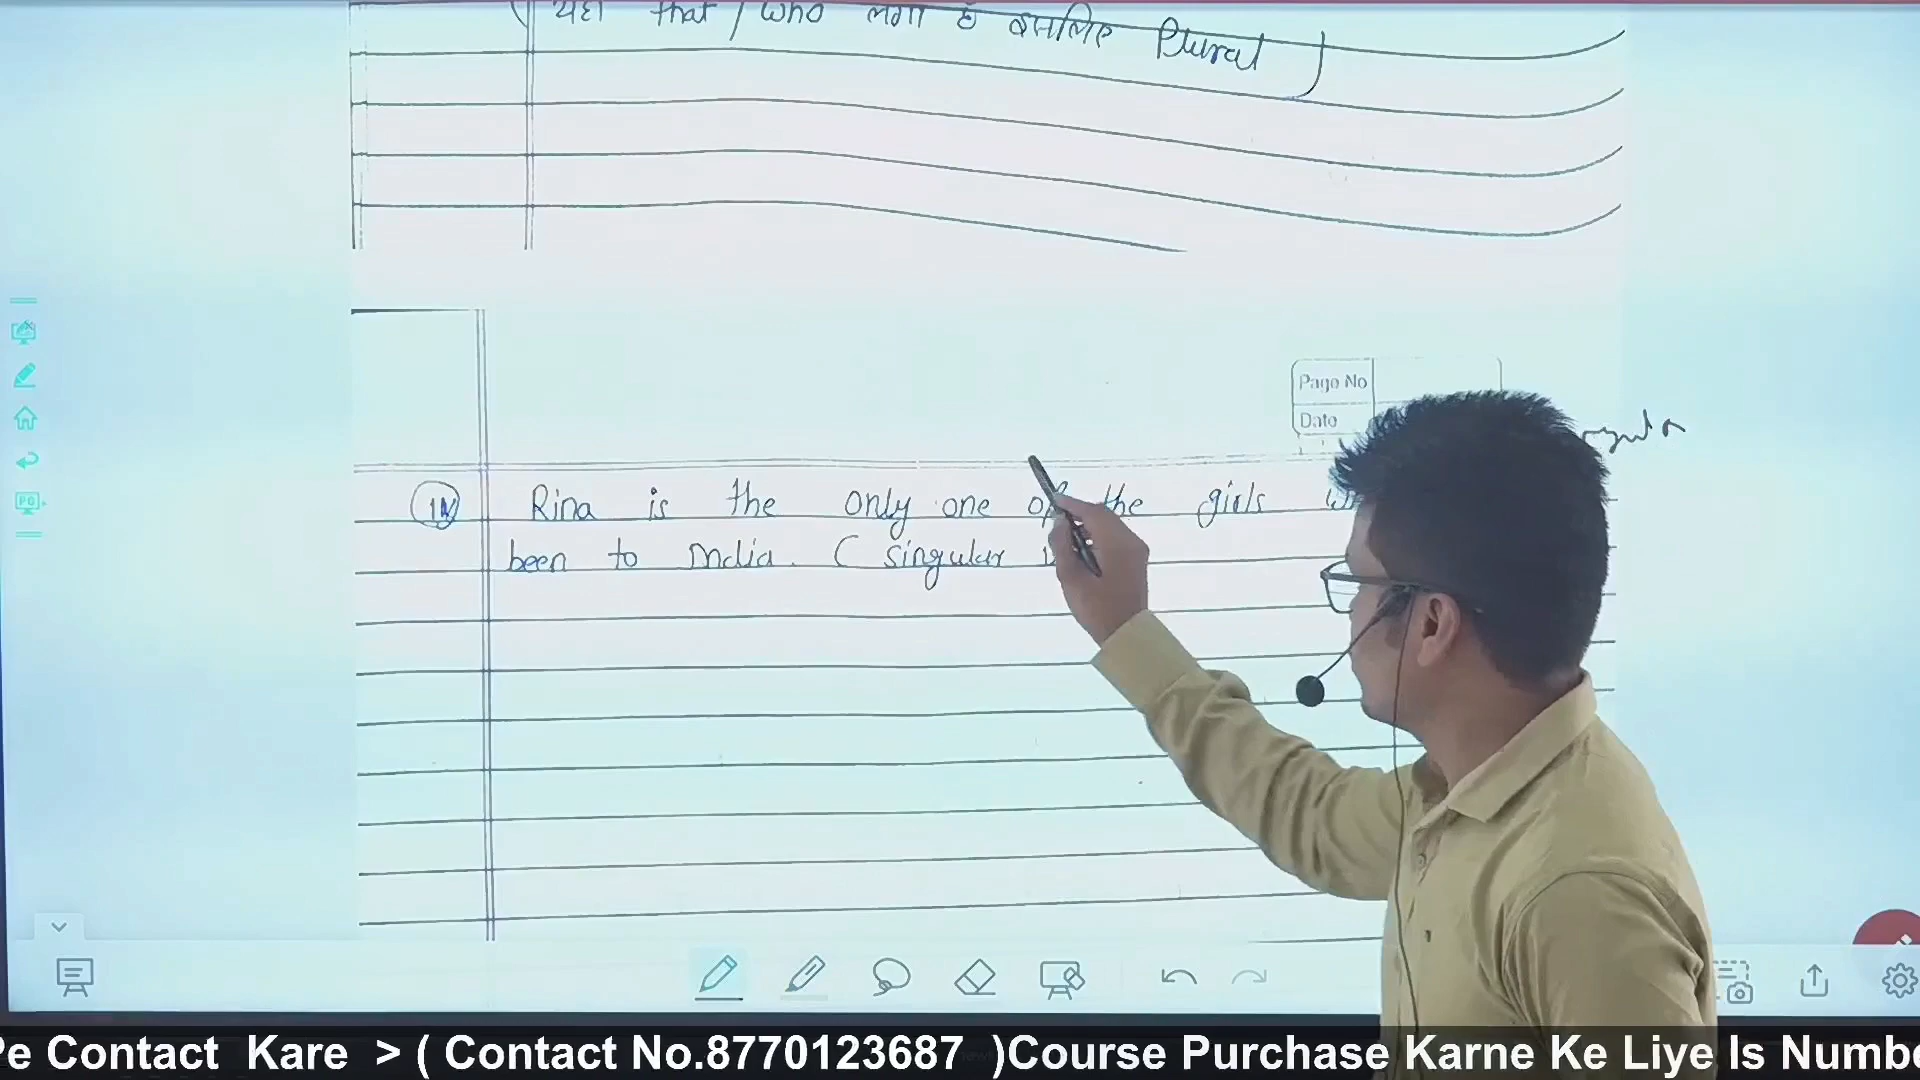 यहा that / who लगा है इसलिए Plural )
Page No
Date
Rina is the only one of the girls
been to India. ( singular
Pe Contact Kare > ( Contact No.8770123687 )Course Purchase Karne Ke Liye Is Numbe